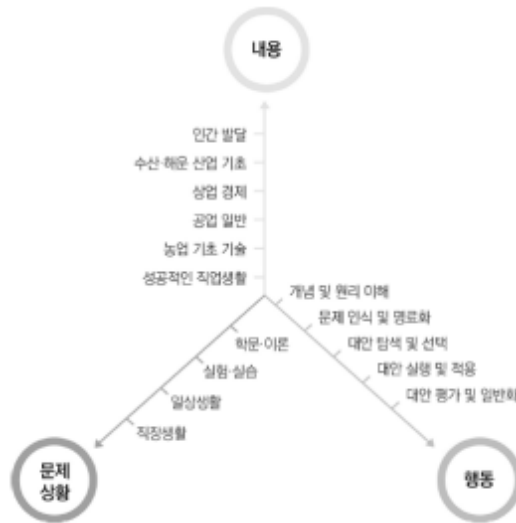 내용
인간 발달
수산·해운 산업 기초
상업 경제
공업 일반
농업 기초 기술
성공적인 직업생활
개념 및 원리 이해
문제 인식 및 명료화
대안 탐색 및 선택
대안 실행 및 적용
대안 평가 및 일반화
학문·이론
실험·실습
일상생활
직장생활
문제
상황
행동